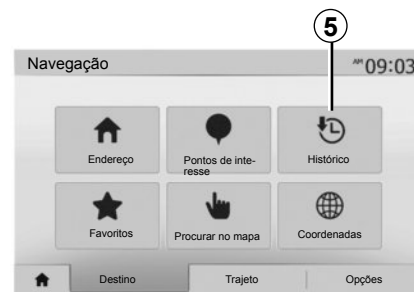 5
Navegação AM 09:03
Endereço
Pontos de inte-
resse
Histórico
Favoritos
Procurar no mapa
Coordenadas
Destino Trajeto Opções